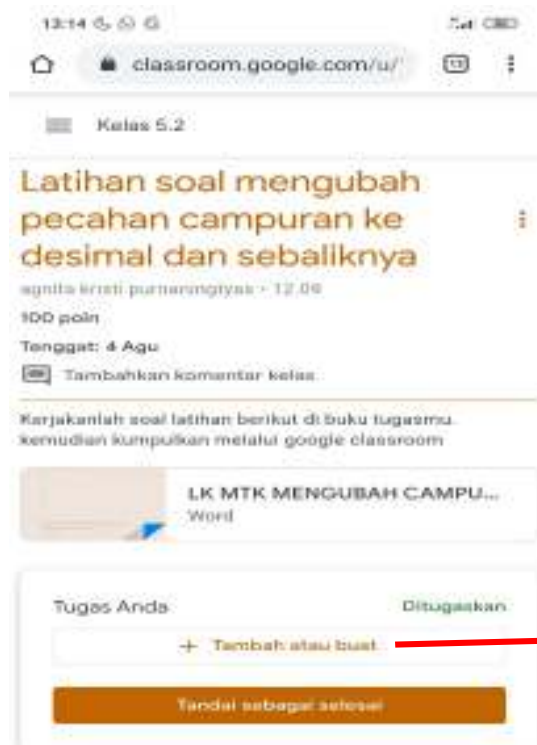 13:14
classroom.google.com/u/
Kelas 5.2
Latihan soal mengubah
pecahan campuran ke
desimal dan sebaliknya
agnita kristi purnaningtyas - 12.09
100 poin
Tenggat: 4 Agu
Tambahkan komentar kelas
Kerjakanlah soal latihan berikut di buku tugasmu.
kemudian kumpulkan melalui google classroom
LK MTK MENGUBAH CAMPU...
Word
Tugas Anda Ditugaskan
+ Tambah atau buat
Tandai sebagai selesai